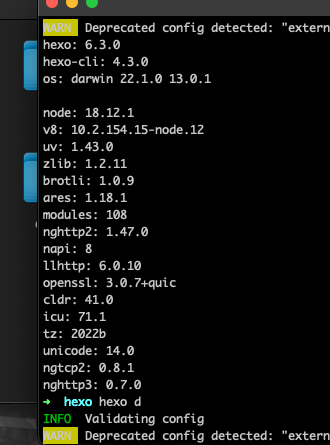 WARN Deprecated config detected: "extern
hexo: 6.3.0
hexo-cli: 4.3.0
os: darwin 22.1.0 13.0.1
node: 18.12.1
v8: 10.2.154.15-node.12
uv: 1.43.0
zlib: 1.2.11
brotli: 1.0.9
ares: 1.18.1
modules: 108
nghttp2: 1.47.0
napi: 8
llhttp: 6.0.10
openssl: 3.0.7+quic
cldr: 41.0
icu: 71.1
tz: 2022b
unicode: 14.0
ngtcp2: 0.8.1
nghttp3: 0.7.0
➜ hexo hexo d
INFO Validating config
WARN Deprecated config detected: "extern